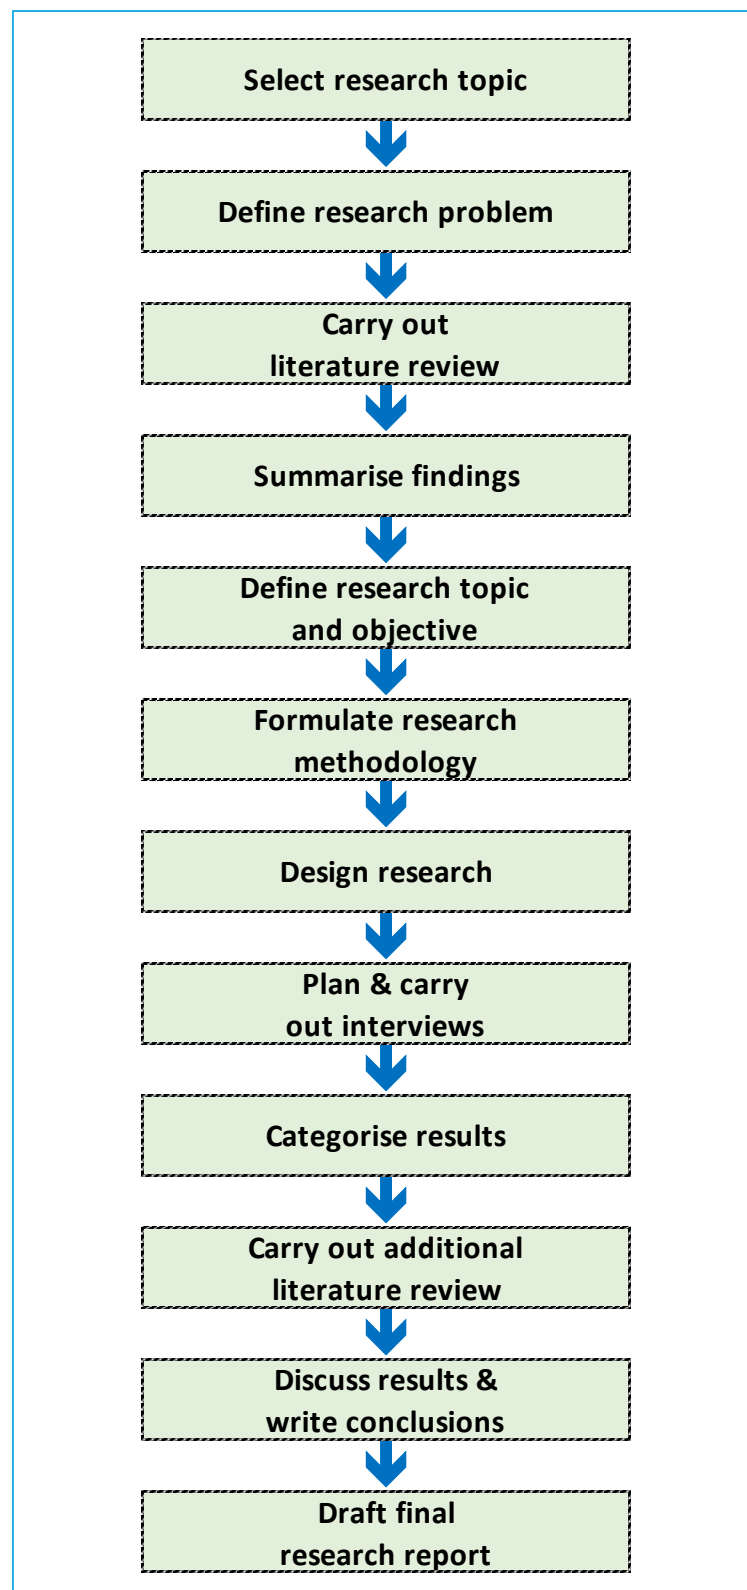 Select research topic
Define research problem
Carry out
literature review
Summarise findings
Define research topic
and objective
Formulate research
methodology
Design research
Plan & carry
out interviews
Categorise results
Carry out additional
literature review
Discuss results &
write conclusions
Draft final
research report